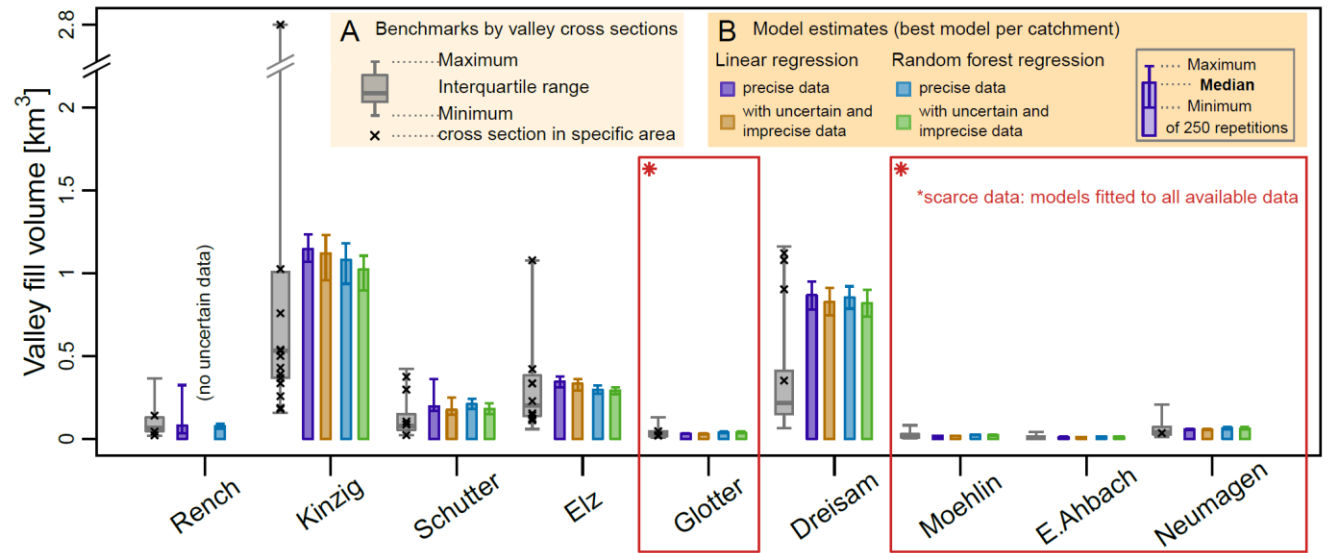 A Benchmarks by valley cross sections
Maximum
Interquartile range
Minimum
cross section in specific area
B Model estimates (best model per catchment)
Linear regression
precise data
with uncertain and
imprecise data
Random forest regression
precise data
with uncertain and
imprecise data
Maximum
Median
Minimum
of 250 repetitions
*scarce data: models fitted to all available data
*
*
(no uncertain data)
Valley fill volume [km³]
2.8
2
1.5
1
0.5
0
Rench
Kinzig
Schutter
Elz
Glotter
Dreisam
Moehlin
E.Ahbach
Neumagen